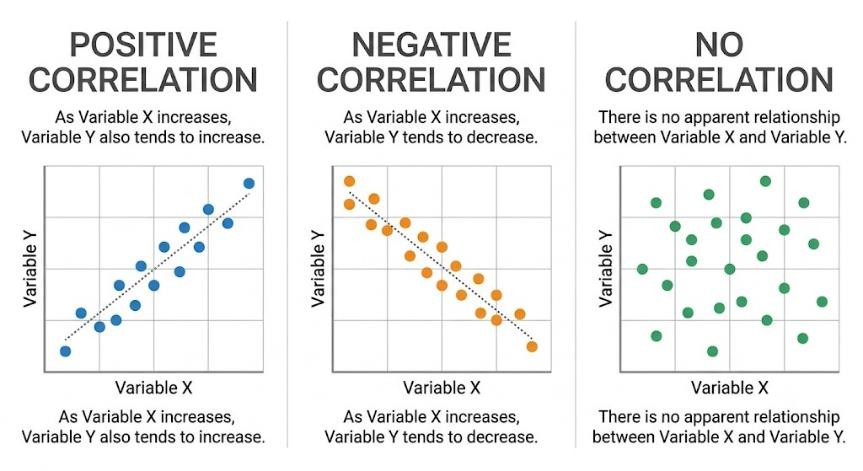 POSITIVE
CORRELATION
As Variable X increases,
Variable Y also tends to increase.
Variable Y
Variable X
As Variable X increases,
Variable Y also tends to increase.
NEGATIVE
CORRELATION
As Variable X increases,
Variable Y tends to decrease.
Variable Y
Variable X
As Variable X increases,
Variable Y tends to decrease.
NO
CORRELATION
There is no apparent relationship
between Variable X and Variable Y.
Variable Y
Variable X
There is no apparent relationship
between Variable X and Variable Y.